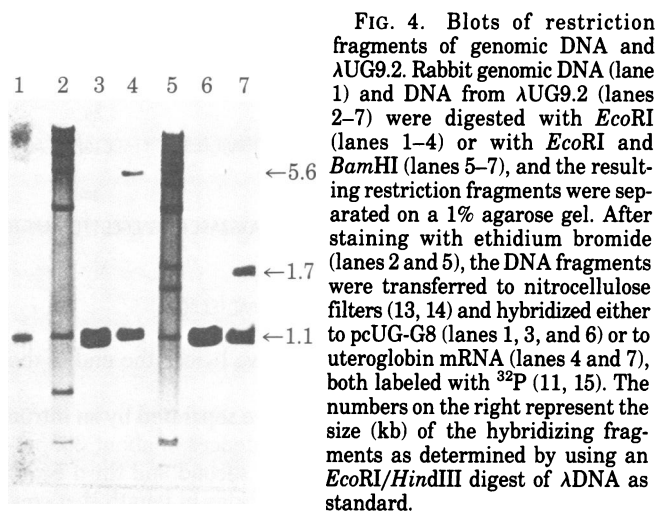 1 2 3 4 5 6 7
←5.6
←1.7
←1.1
FIG. 4. Blots of restriction
fragments of genomic DNA and
λUG9.2. Rabbit genomic DNA (lane
1) and DNA from λUG9.2 (lanes
2–7) were digested with EcoRI
(lanes 1–4) or with EcoRI and
BamHI (lanes 5–7), and the result-
ing restriction fragments were sep-
arated on a 1% agarose gel. After
staining with ethidium bromide
(lanes 2 and 5), the DNA fragments
were transferred to nitrocellulose
filters (13, 14) and hybridized either
to pcUG-G8 (lanes 1, 3, and 6) or to
uteroglobin mRNA (lanes 4 and 7),
both labeled with ³²P (11, 15). The
numbers on the right represent the
size (kb) of the hybridizing frag-
ments as determined by using an
EcoRI/HindIII digest of λDNA as
standard.